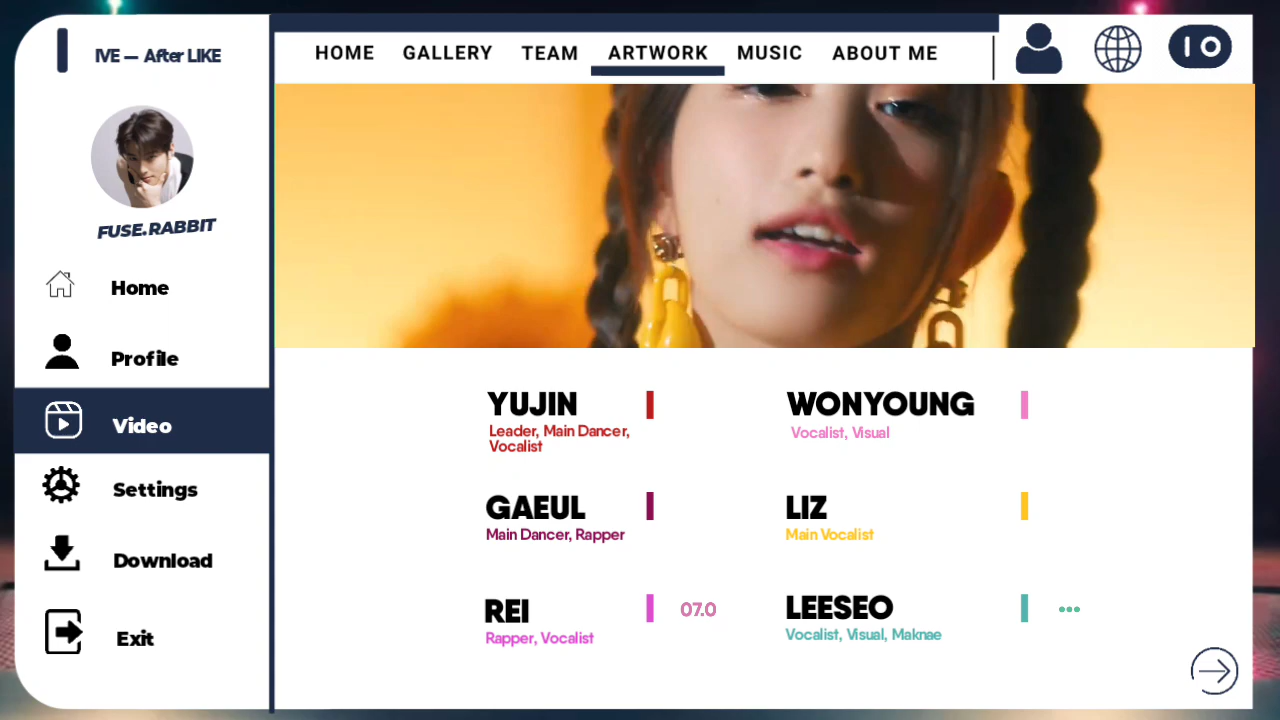 IVE — After LIKE
HOME GALLERY TEAM ARTWORK MUSIC ABOUT ME
IO
FUSE.RABBIT
Home
Profile
Video
Settings
Download
Exit
YUJIN
Leader, Main Dancer,
Vocalist
WONYOUNG
Vocalist, Visual
GAEUL
Main Dancer, Rapper
LIZ
Main Vocalist
REI
07.0
Rapper, Vocalist
LEESEO
•••
Vocalist, Visual, Maknae